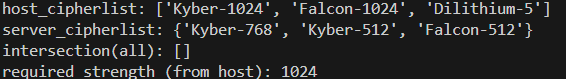 host_cipherlist: ['Kyber-1024', 'Falcon-1024', 'Dilithium-5']
server_cipherlist: {'Kyber-768', 'Kyber-512', 'Falcon-512'}
intersection(all): []
required strength (from host): 1024